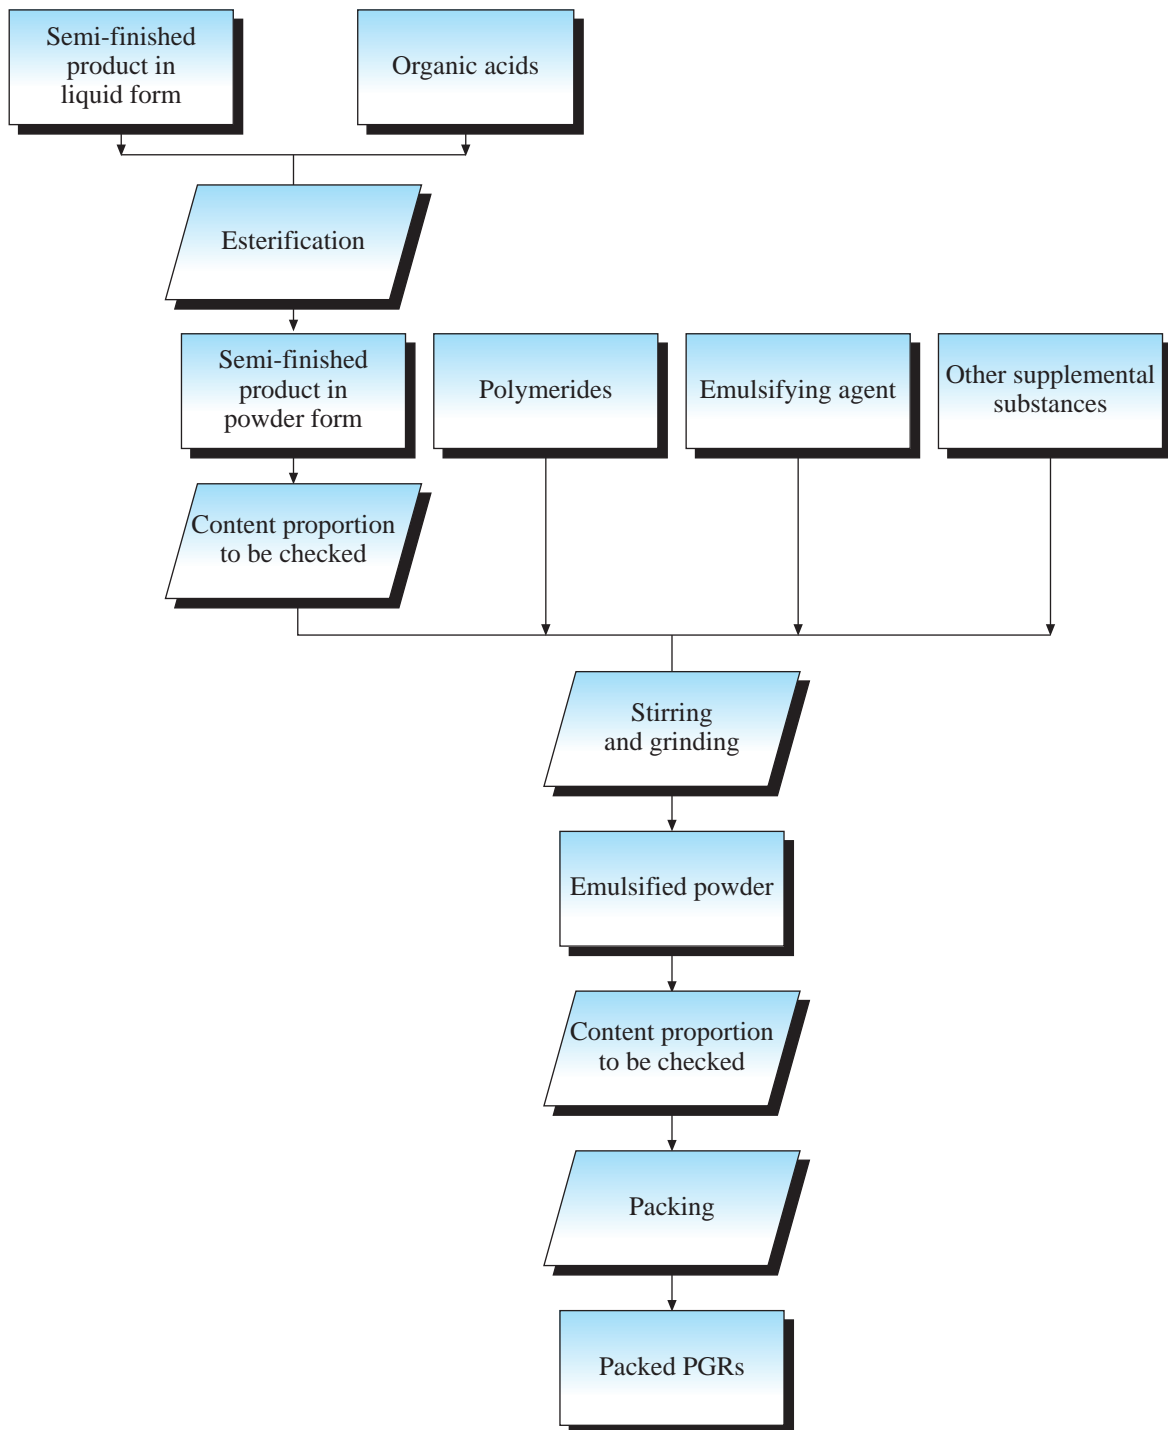 Semi-finished
product in
liquid form
Organic acids
Esterification
Semi-finished
product in
powder form
Polymerides
Emulsifying agent
Other supplemental
substances
Content proportion
to be checked
Stirring
and grinding
Emulsified powder
Content proportion
to be checked
Packing
Packed PGRs